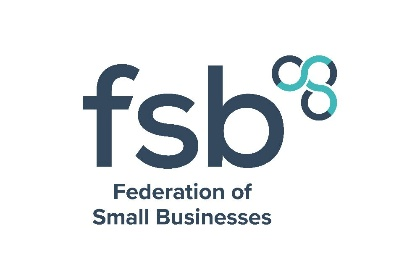 fsb
Federation of
Small Businesses